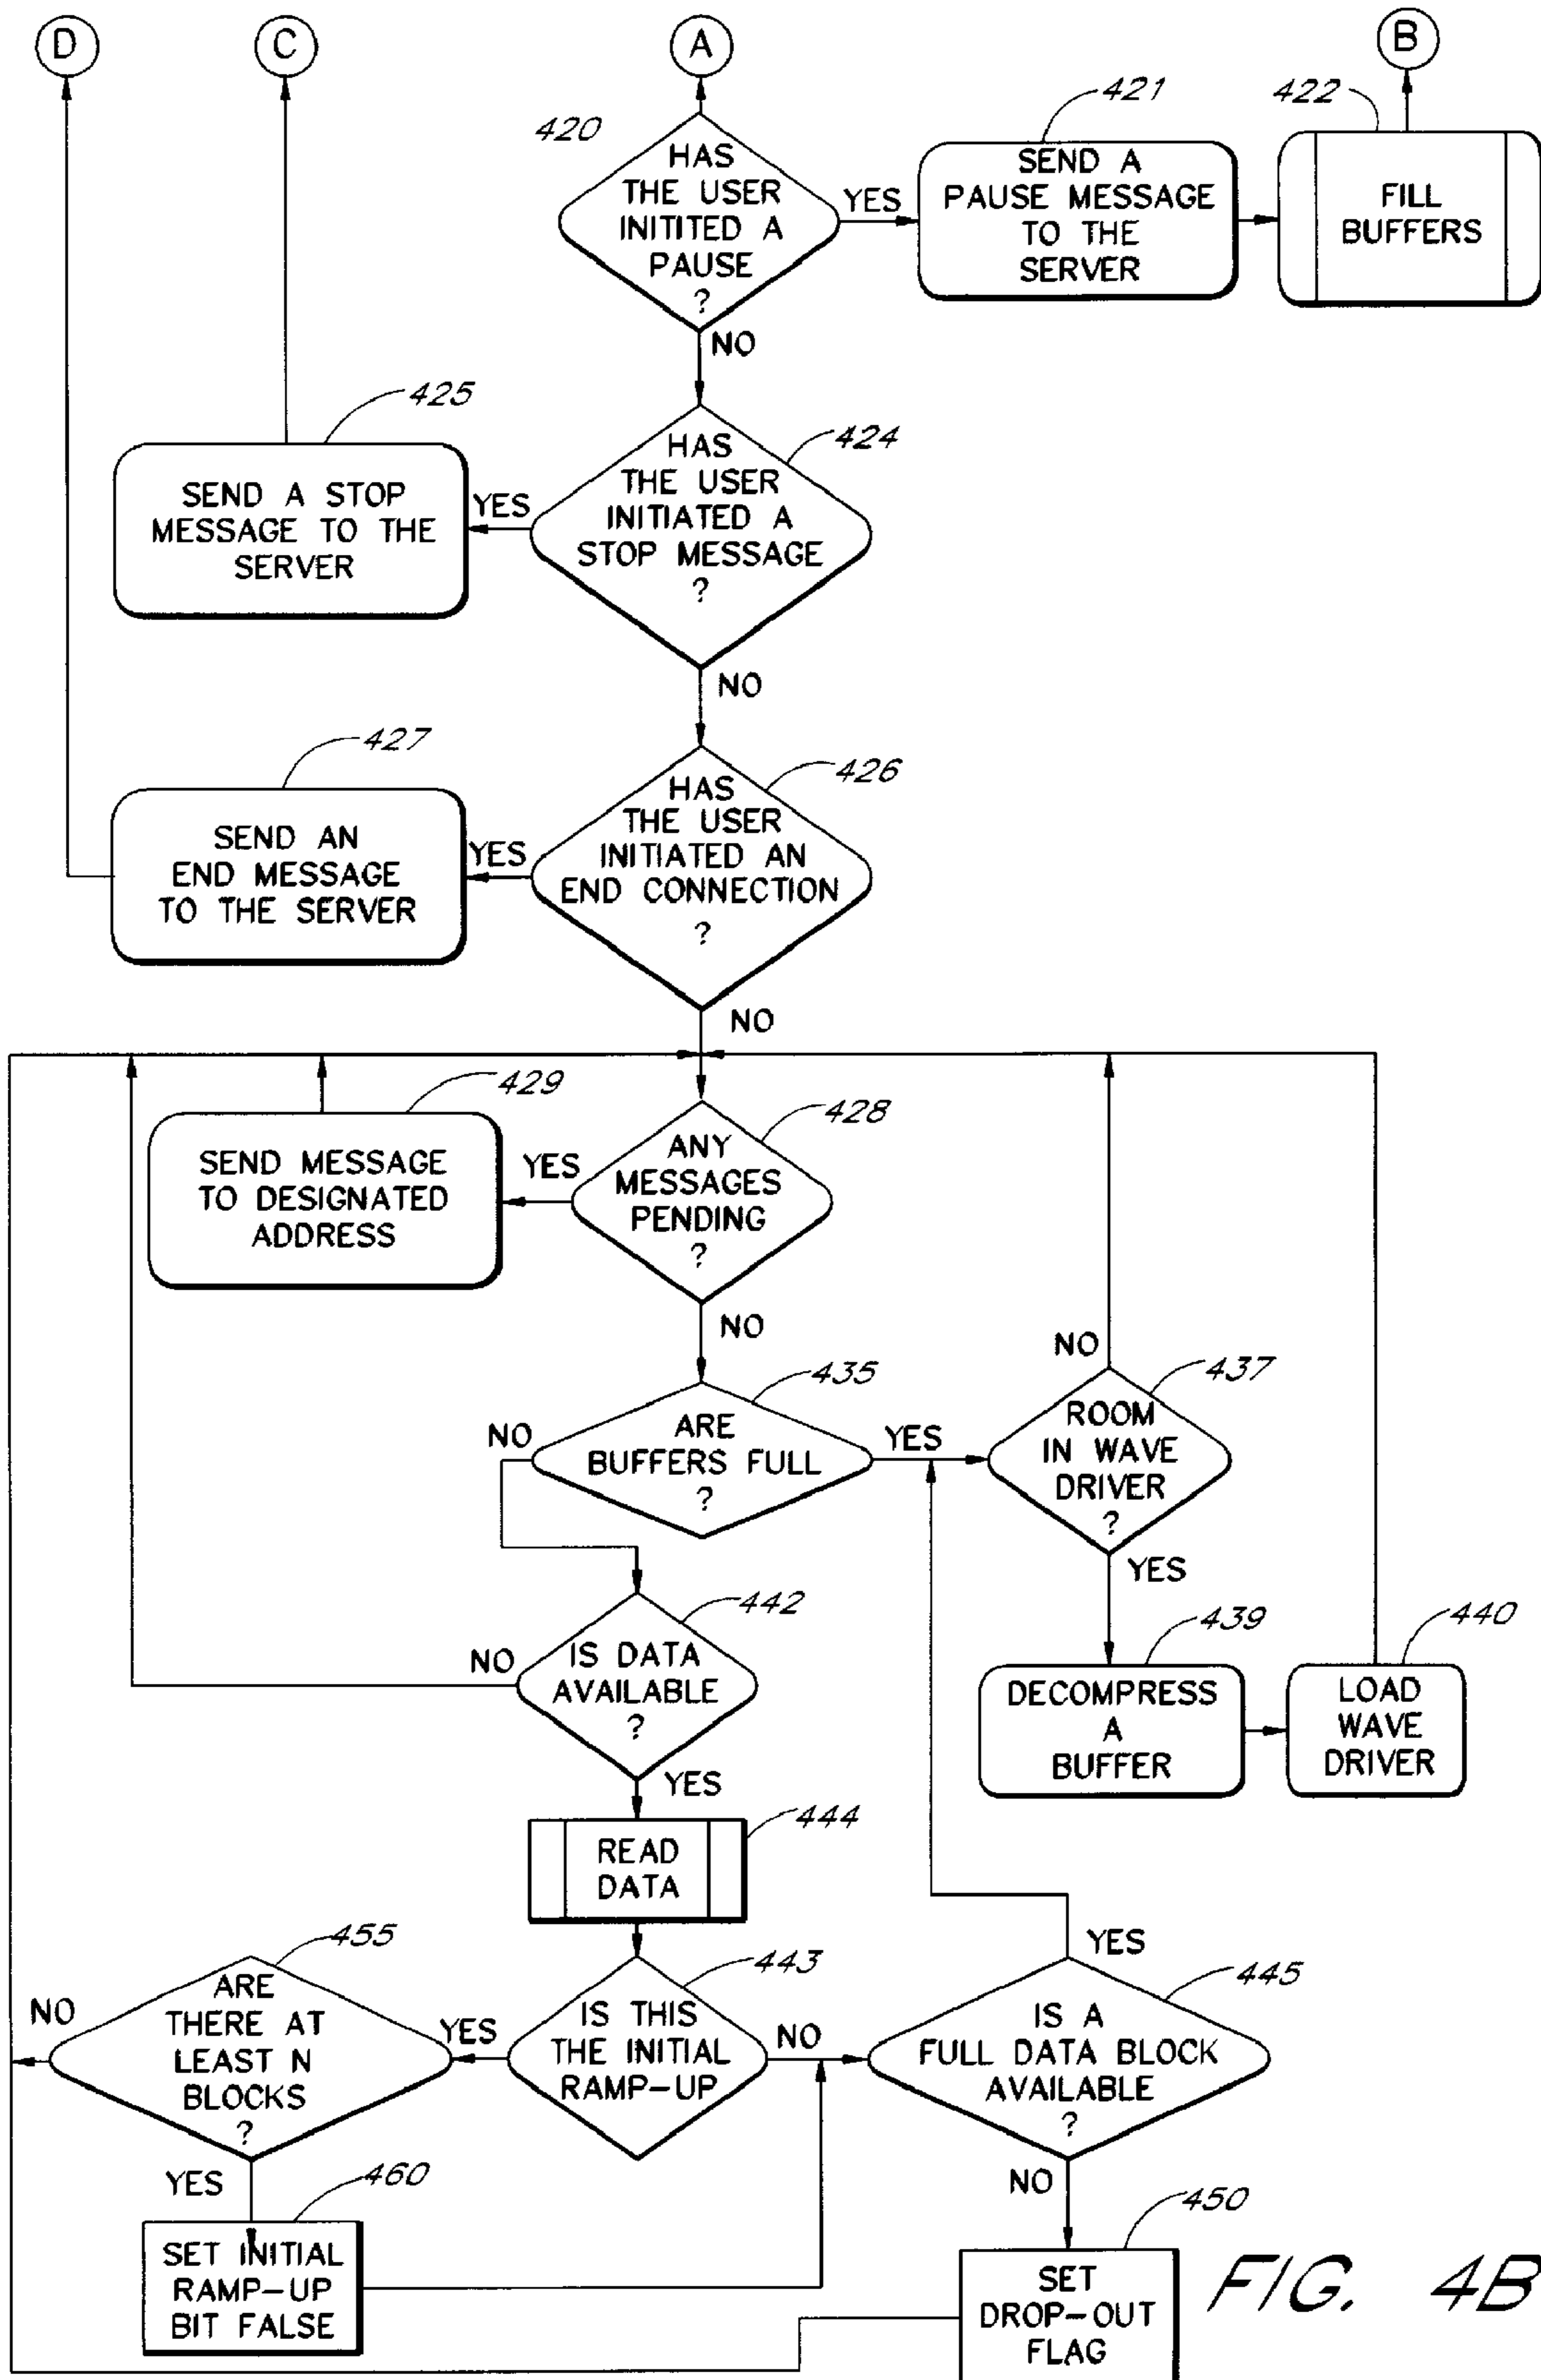 D
C
A
B
420
421
422
HAS
THE USER
INITITED A
PAUSE
?
YES
SEND A
PAUSE MESSAGE
TO THE
SERVER
FILL
BUFFERS
NO
425
424
HAS
THE USER
INITIATED A
STOP MESSAGE
?
YES
SEND A STOP
MESSAGE TO THE
SERVER
NO
427
426
HAS
THE USER
INITIATED AN
END CONNECTION
?
YES
SEND AN
END MESSAGE
TO THE SERVER
NO
429
428
SEND MESSAGE
TO DESIGNATED
ADDRESS
YES
ANY
MESSAGES
PENDING
?
NO
435
NO
ARE
BUFFERS FULL
?
YES
NO
437
ROOM
IN WAVE
DRIVER
?
YES
442
NO
IS DATA
AVAILABLE
?
YES
439
DECOMPRESS
A
BUFFER
440
LOAD
WAVE
DRIVER
444
READ
DATA
455
NO
ARE
THERE AT
LEAST N
BLOCKS
?
YES
443
YES
IS THIS
THE INITIAL
RAMP-UP
NO
YES
445
IS A
FULL DATA BLOCK
AVAILABLE
?
NO
460
SET INITIAL
RAMP-UP
BIT FALSE
450
SET
DROP-OUT
FLAG
FIG. 4B